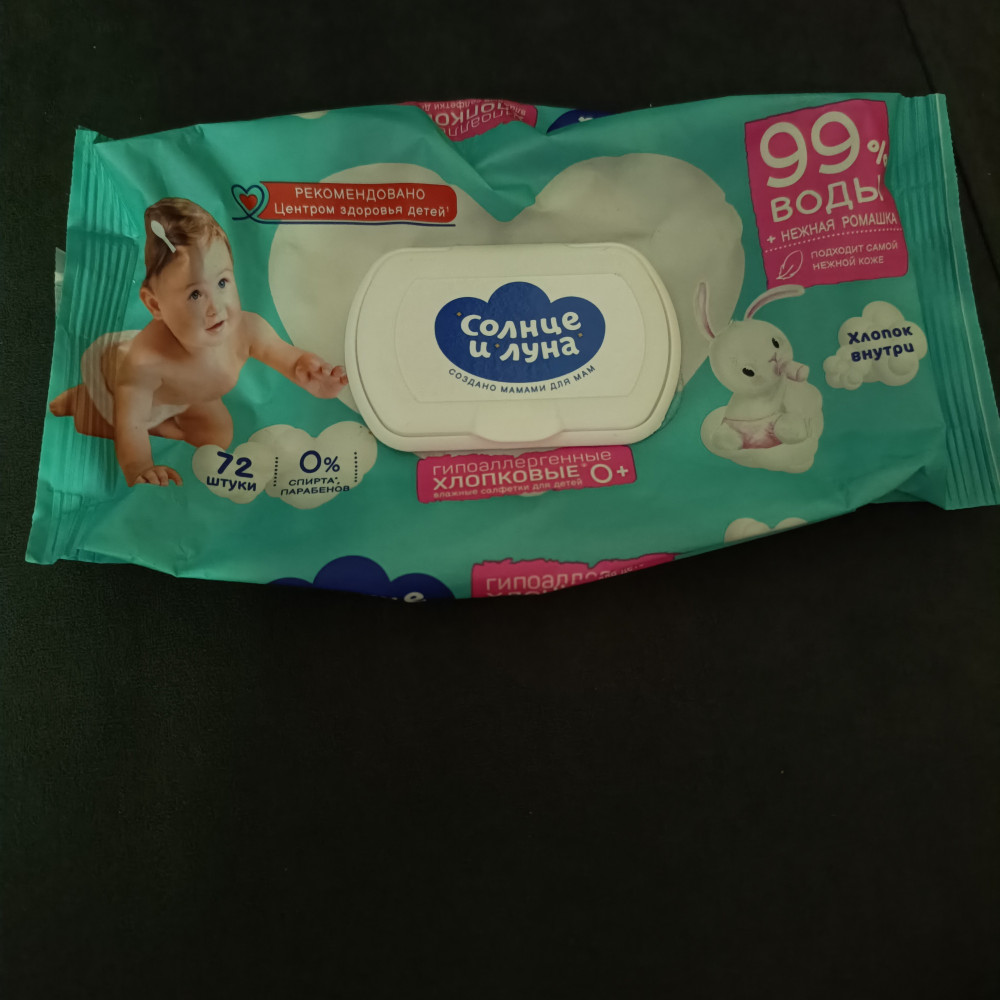 РЕКОМЕНДОВАНО
Центром здоровья детей¹
99%
ВОДЫ
+ НЕЖНАЯ РОМАШКА
ПОДХОДИТ САМОЙ
НЕЖНОЙ КОЖЕ
Солнце
и луна
СОЗДАНО МАМАМИ ДЛЯ МАМ
Хлопок
внутри
72
штуки
0%
СПИРТА*,
ПАРАБЕНОВ
гипоаллергенные
ХЛОПКОВЫЕ* 0+
влажные салфетки для детей